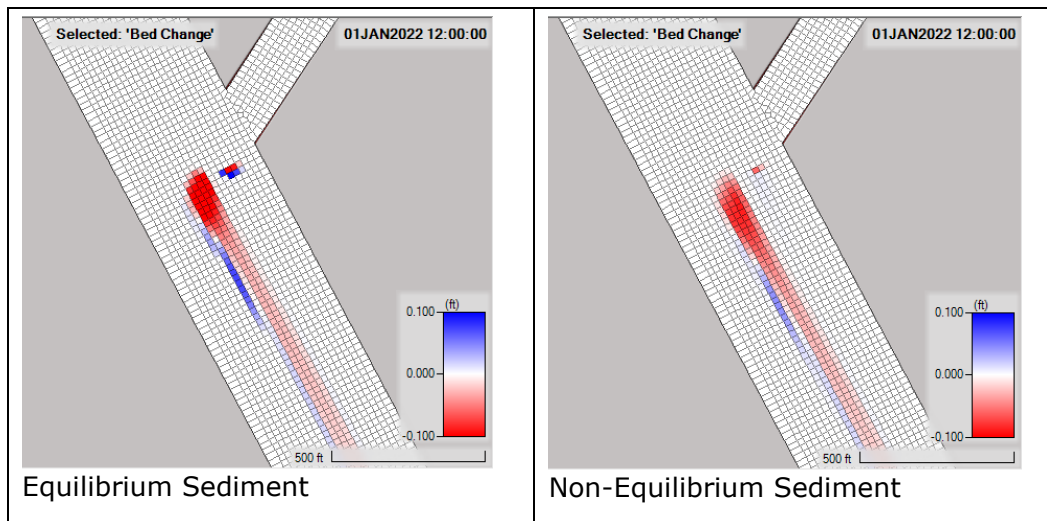 Selected: 'Bed Change' 01JAN2022 12:00:00
(ft)
0.100
0.000
-0.100
500 ft
Equilibrium Sediment
Selected: 'Bed Change' 01JAN2022 12:00:00
(ft)
0.100
0.000
-0.100
500 ft
Non-Equilibrium Sediment